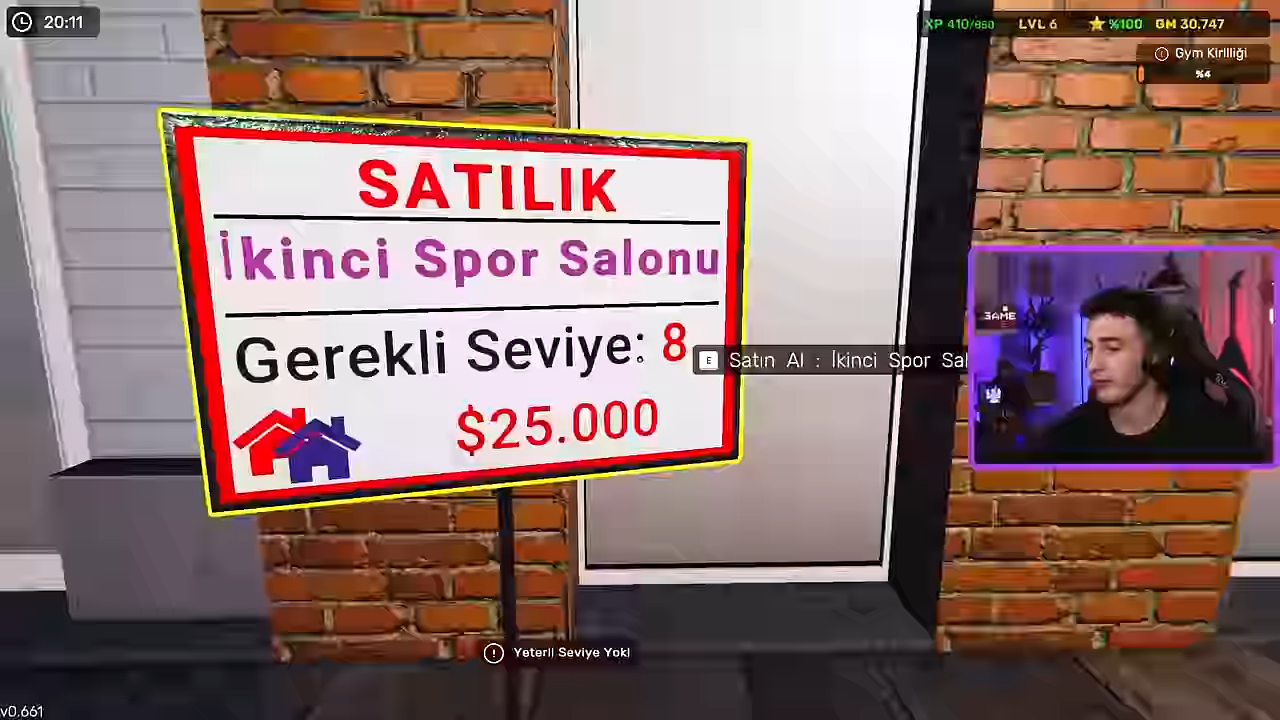 20:11
XP 410/860 LVL 6 %100 GM 30.747
Gym Kirliliği
%4
SATILIK
İkinci Spor Salonu
Gerekli Seviye: 8
E Satın Al : İkinci Spor Sal
$25.000
GAME
Yeterli Seviye Yok!
v0.661